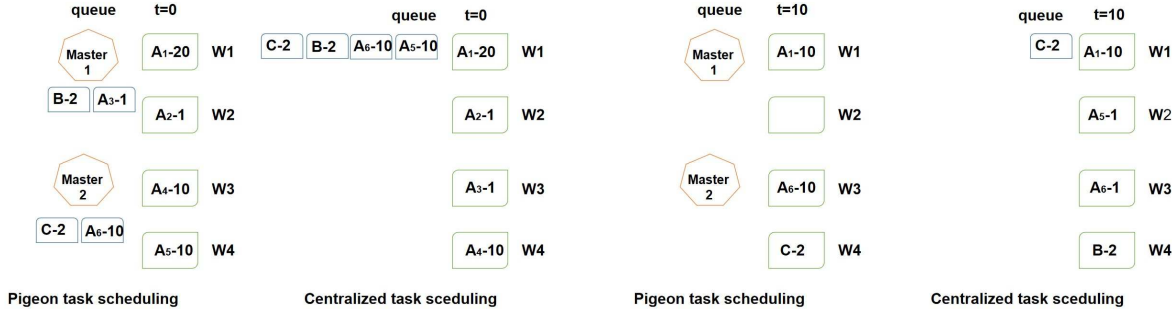 queue t=0
Master 1
A1-20 W1
B-2 A3-1
A2-1 W2
Master 2
A4-10 W3
C-2 A6-10
A5-10 W4
Pigeon task scheduling
queue t=0
C-2 B-2 A6-10 A5-10 A1-20 W1
A2-1 W2
A3-1 W3
A4-10 W4
Centralized task sceduling
queue t=10
Master 1
A1-10 W1
W2
Master 2
A6-10 W3
C-2 W4
Pigeon task scheduling
queue t=10
C-2 A1-10 W1
A5-1 W2
A6-1 W3
B-2 W4
Centralized task sceduling